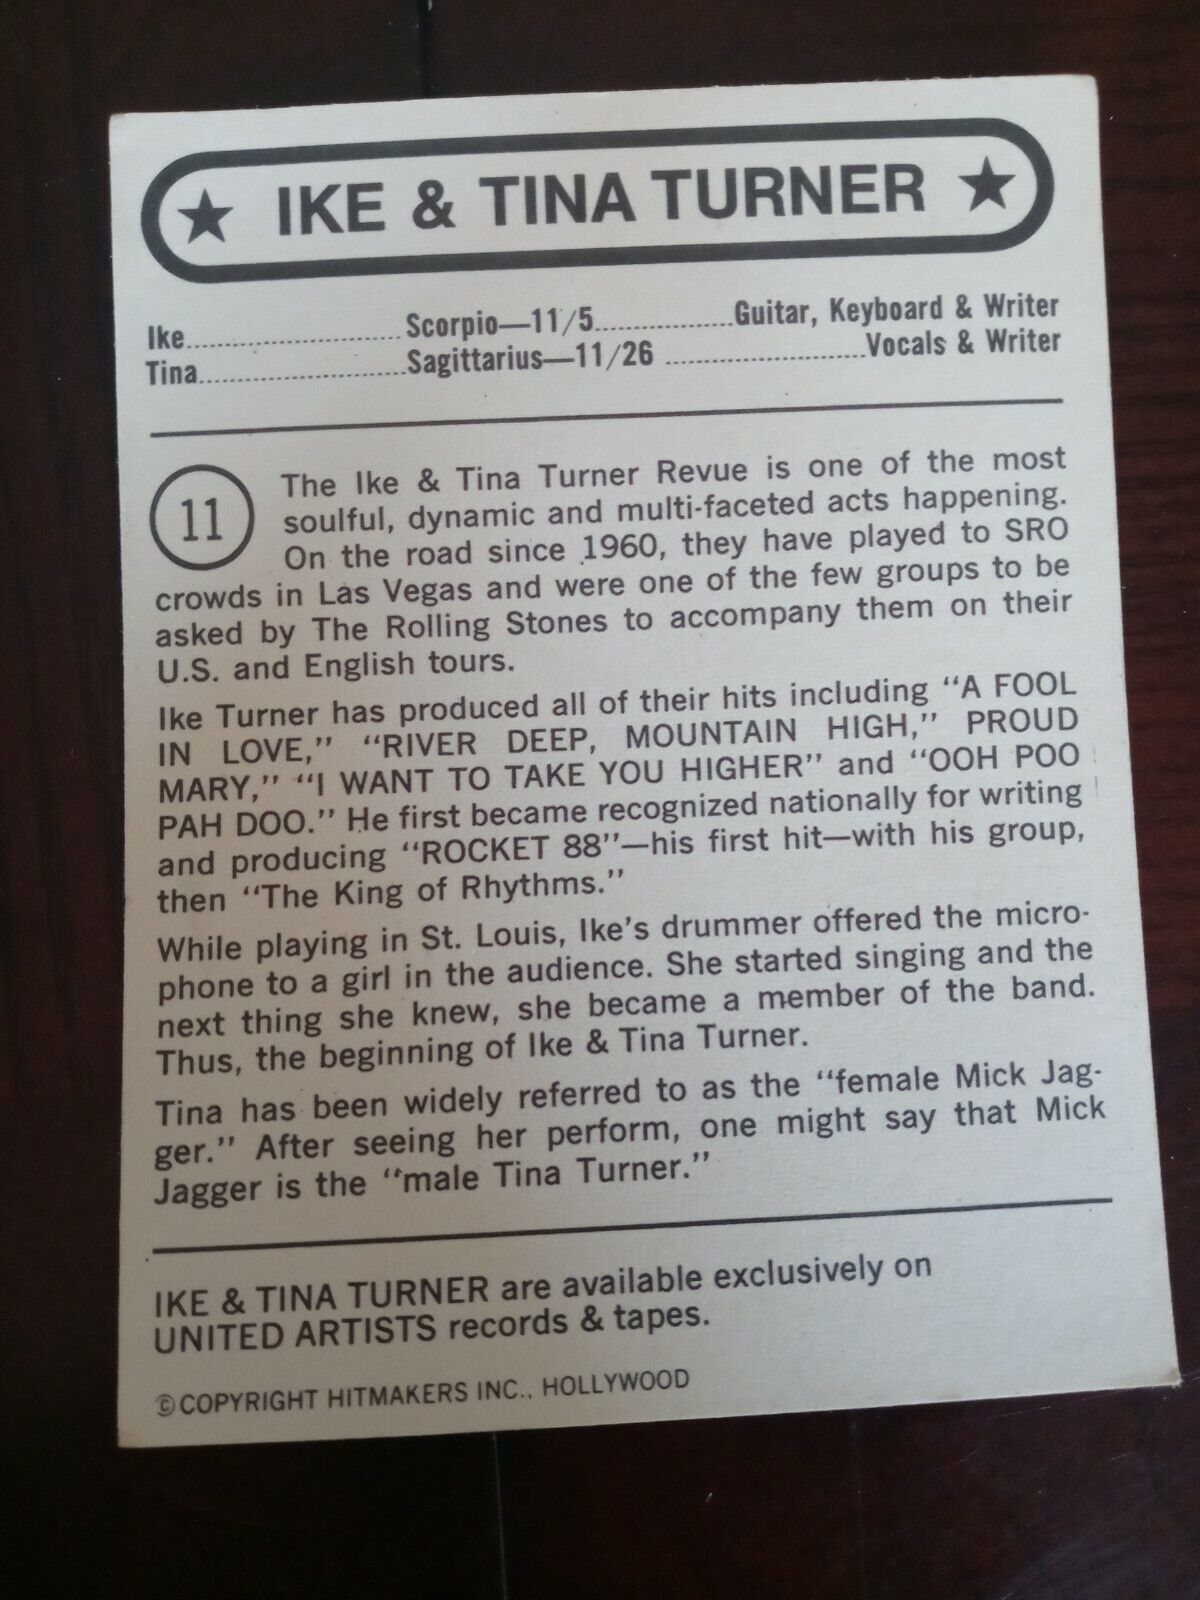 ★ IKE & TINA TURNER ★
Ike........................Scorpio—11/5................Guitar, Keyboard & Writer
Tina........................Sagittarius—11/26 .......................Vocals & Writer
11
The Ike & Tina Turner Revue is one of the most
soulful, dynamic and multi-faceted acts happening.
On the road since 1960, they have played to SRO
crowds in Las Vegas and were one of the few groups to be
asked by The Rolling Stones to accompany them on their
U.S. and English tours.
Ike Turner has produced all of their hits including "A FOOL
IN LOVE," "RIVER DEEP, MOUNTAIN HIGH," PROUD
MARY," "I WANT TO TAKE YOU HIGHER" and "OOH POO
PAH DOO." He first became recognized nationally for writing
and producing "ROCKET 88"—his first hit—with his group,
then "The King of Rhythms."
While playing in St. Louis, Ike's drummer offered the micro-
phone to a girl in the audience. She started singing and the
next thing she knew, she became a member of the band.
Thus, the beginning of Ike & Tina Turner.
Tina has been widely referred to as the "female Mick Jag-
ger." After seeing her perform, one might say that Mick
Jagger is the "male Tina Turner."
IKE & TINA TURNER are available exclusively on
UNITED ARTISTS records & tapes.
©COPYRIGHT HITMAKERS INC., HOLLYWOOD